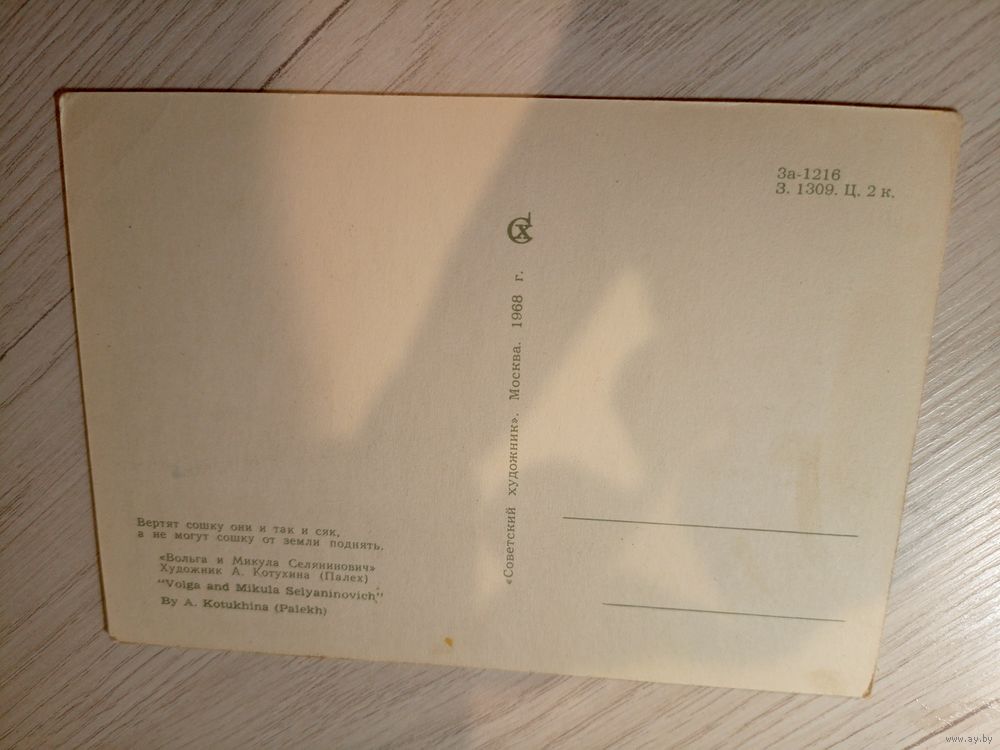 За-1216
З. 1309. Ц. 2 к.
«Советский художник». Москва. 1968 г.
Вертят сошку они и так и сяк,
а не могут сошку от земли поднять.
«Вольга и Микула Селянинович»
Художник А. Котухина (Палех)
"Volga and Mikula Selyaninovich"
By A. Kotukhina (Palekh)
www.ay.by